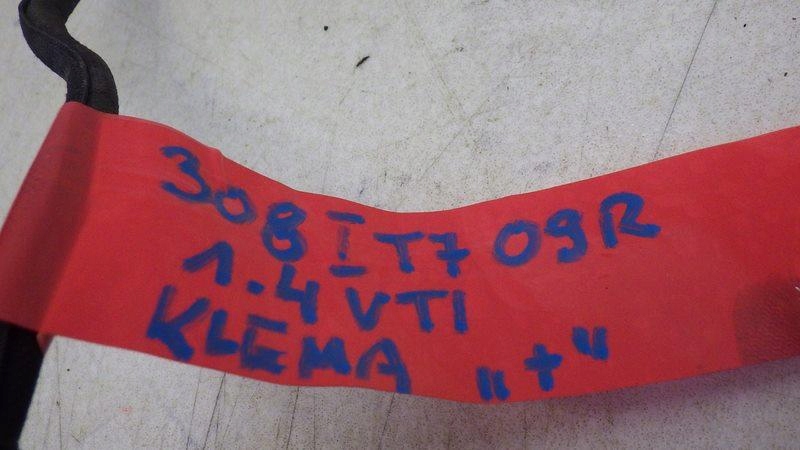 308 I T7 09R
1.4 VTI
KLEMA „+"